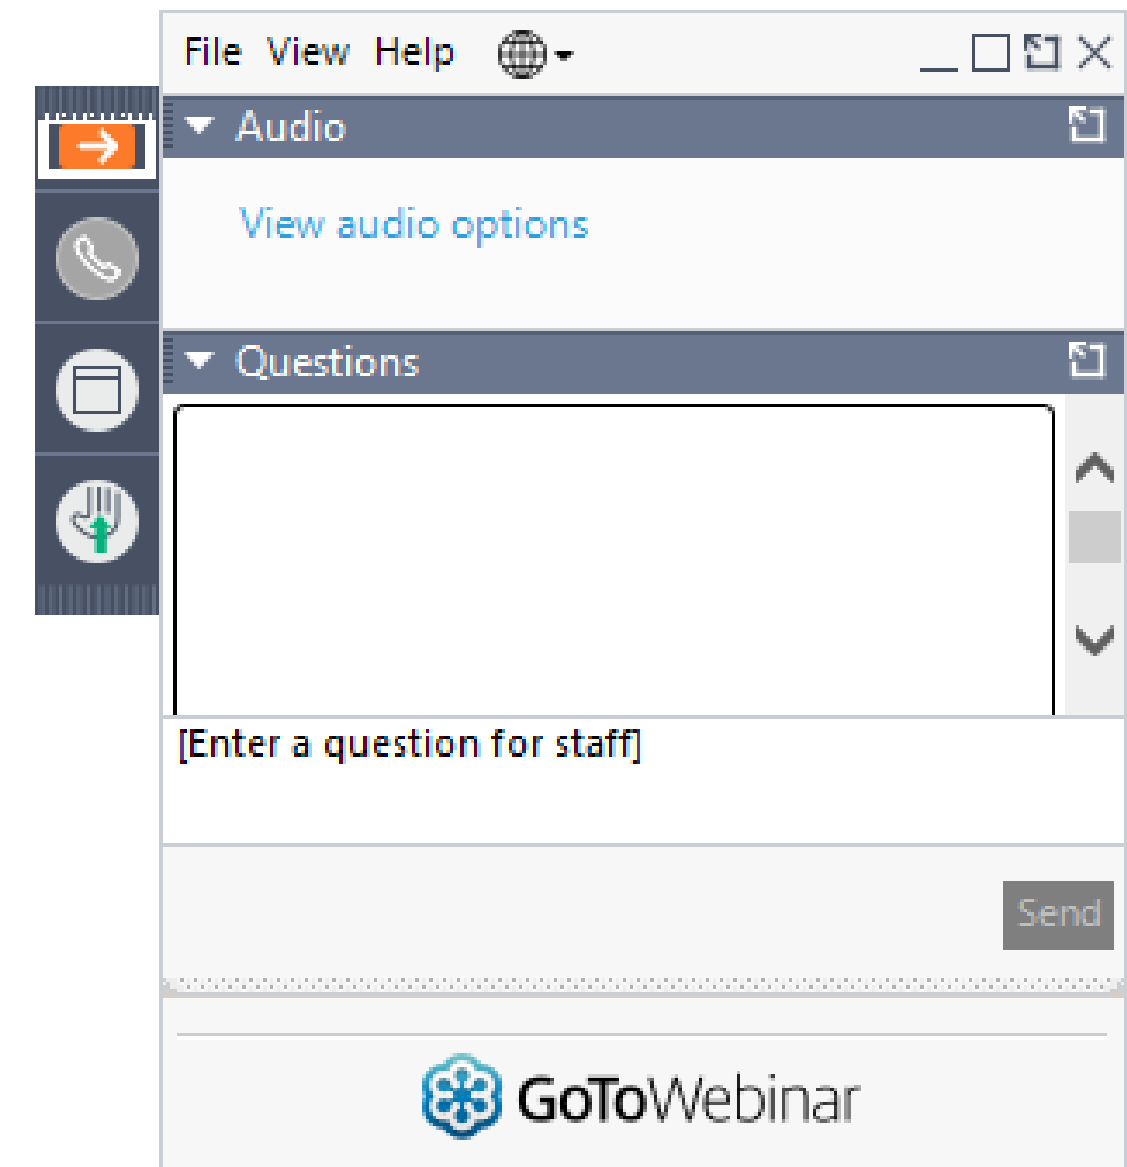 File View Help
Audio
View audio options
Questions
[Enter a question for staff]
Send
GoToWebinar